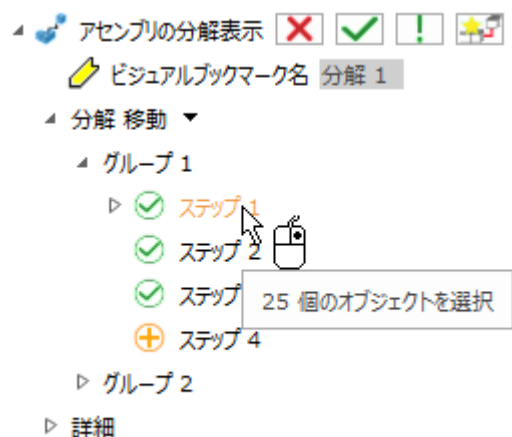 アセンブリの分解表示
ビジュアルブックマーク名 分解 1
分解 移動
グループ 1
ステップ 1
ステップ 2
ステップ
25 個のオブジェクトを選択
ステップ 4
グループ 2
詳細